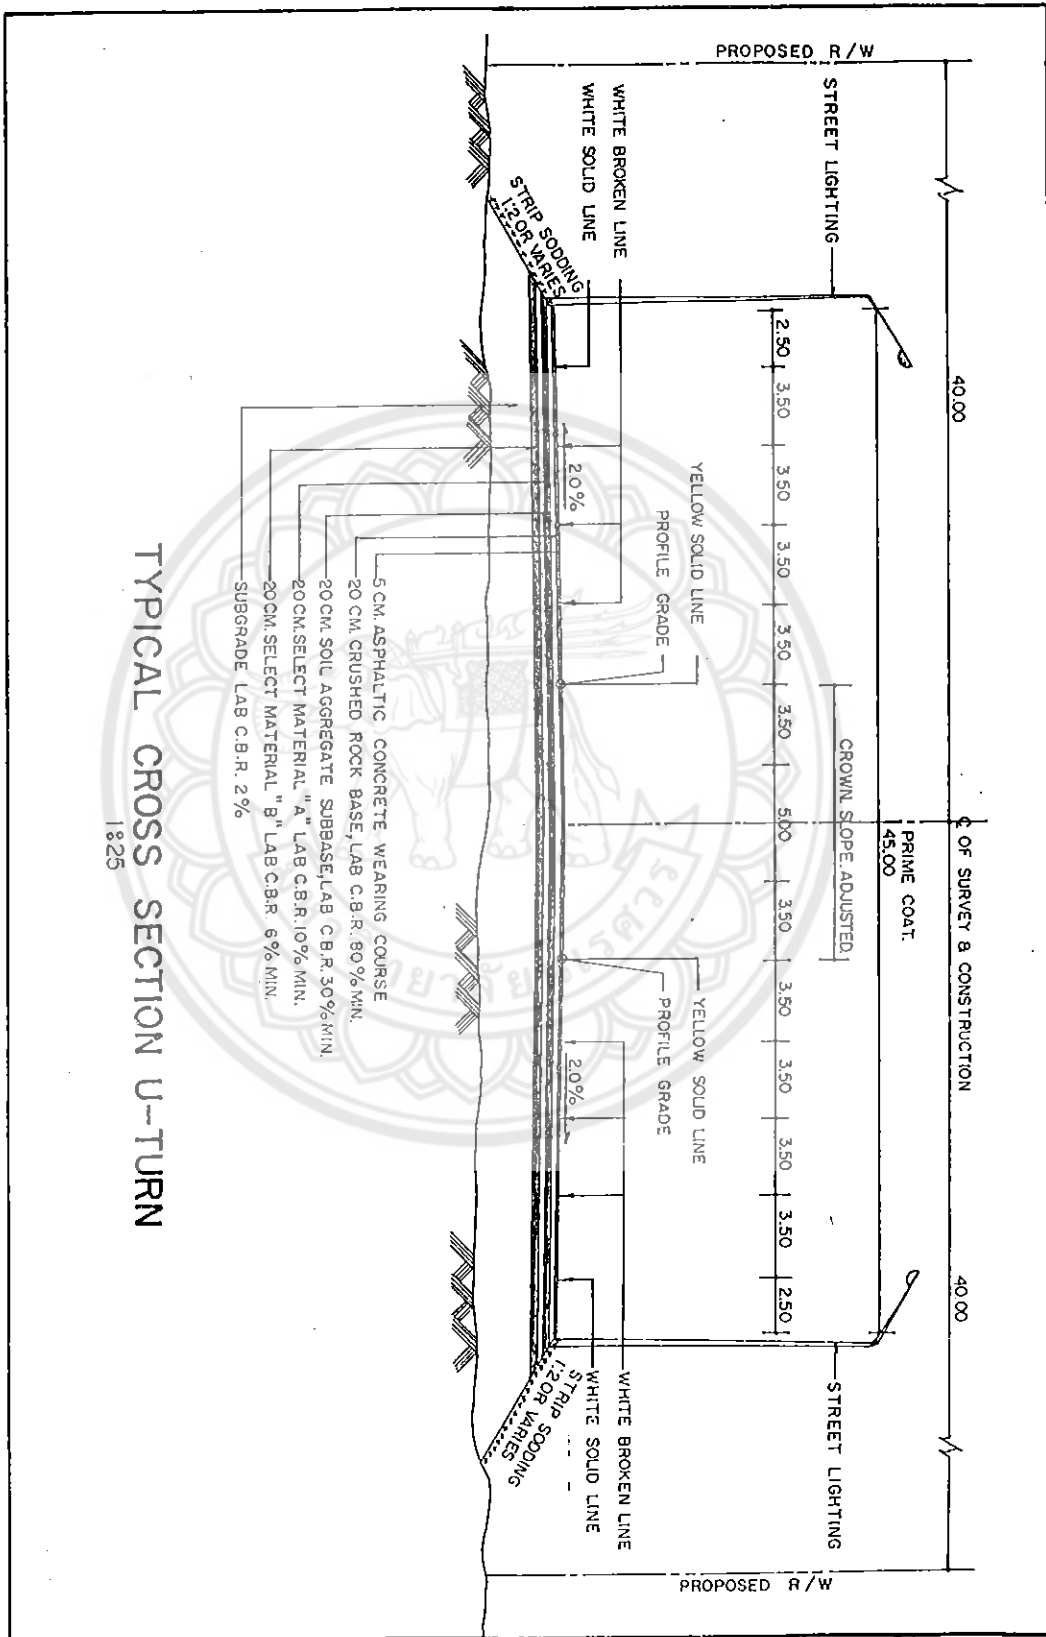 PROPOSED R/W
PROPOSED R/W
40.00
℄ OF SURVEY & CONSTRUCTION
40.00
PRIME COAT.
45.00
STREET LIGHTING
STREET LIGHTING
CROWN SLOPE ADJUSTED.
2.50
3.50
3.50
3.50
3.50
3.50
5.00
3.50
3.50
3.50
3.50
3.50
2.50
WHITE BROKEN LINE
WHITE SOLID LINE
YELLOW SOLID LINE
PROFILE GRADE
YELLOW SOLID LINE
PROFILE GRADE
WHITE BROKEN LINE
WHITE SOLID LINE
2.0%
2.0%
STRIP SODDING
1:2 OR VARIES
STRIP SODDING
1:2 OR VARIES
5 CM. ASPHALTIC CONCRETE WEARING COURSE
20 CM. CRUSHED ROCK BASE, LAB C.B.R. 80% MIN.
20 CM. SOIL AGGREGATE SUBBASE, LAB C.B.R. 30% MIN.
20 CM. SELECT MATERIAL "A" LAB C.B.R. 10% MIN.
20 CM. SELECT MATERIAL "B" LAB C.B.R. 6% MIN.
SUBGRADE LAB C.B.R. 2%
TYPICAL CROSS SECTION U-TURN
1:25